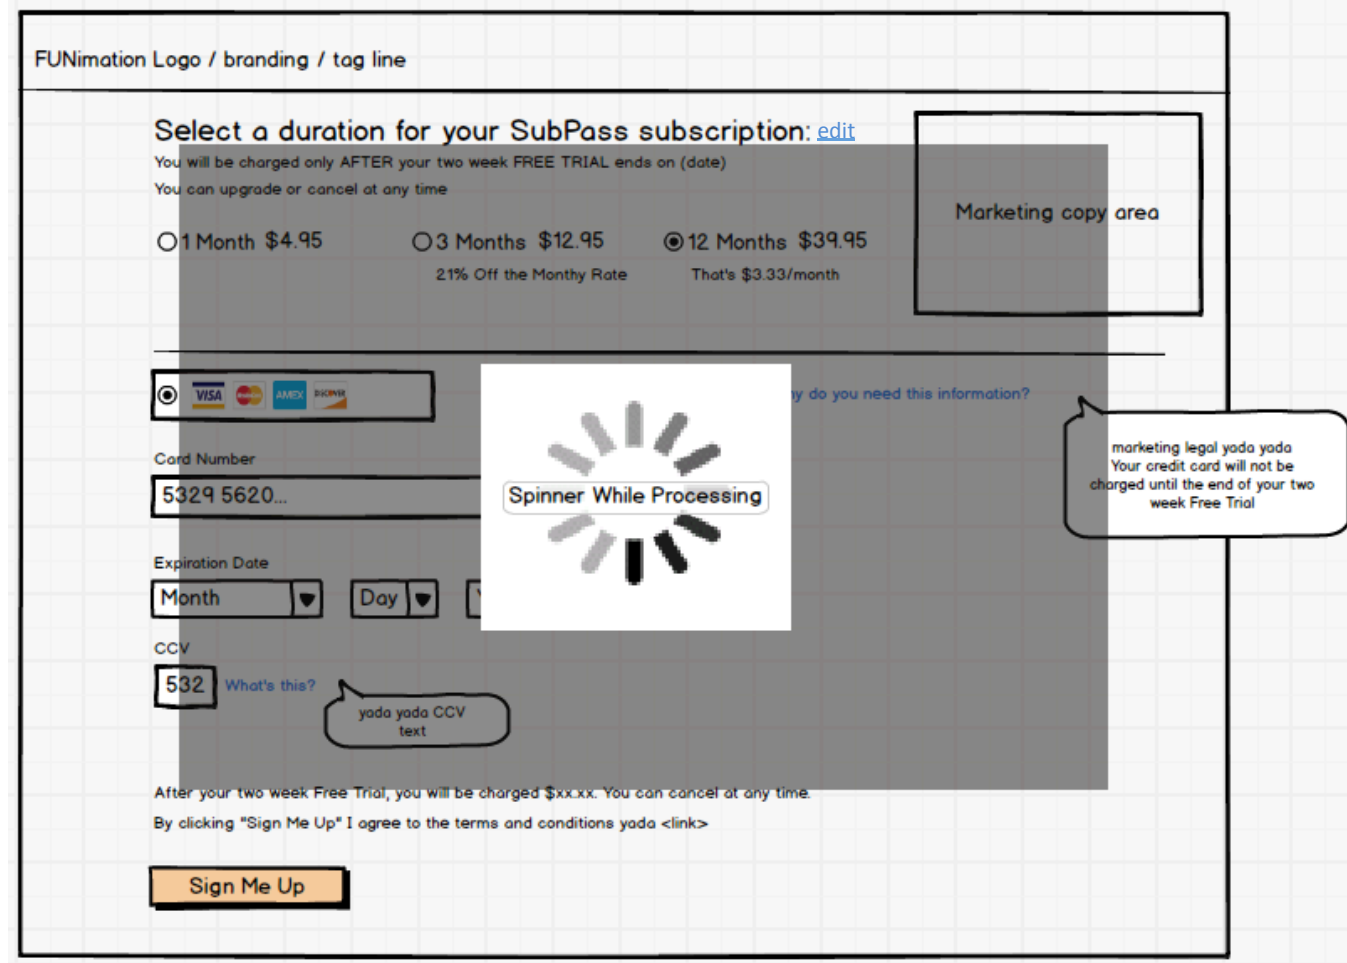 FUNimation Logo / branding / tag line
Select a duration for your SubPass subscription: edit
You will be charged only AFTER your two week FREE TRIAL ends on (date)
You can upgrade or cancel at any time
Marketing copy area
1 Month $4.95
3 Months $12.95
21% Off the Monthy Rate
12 Months $39.95
That's $3.33/month
VISA
AMEX
DISCOVER
do you need this information?
marketing legal yada yada
Your credit card will not be
charged until the end of your two
week Free Trial
Card Number
5329 5620...
Spinner While Processing
Expiration Date
Month
Day
CCV
532
What's this?
yada yada CCV
text
After your two week Free Trial, you will be charged $xx.xx. You can cancel at any time.
By clicking "Sign Me Up" I agree to the terms and conditions yada <link>
Sign Me Up